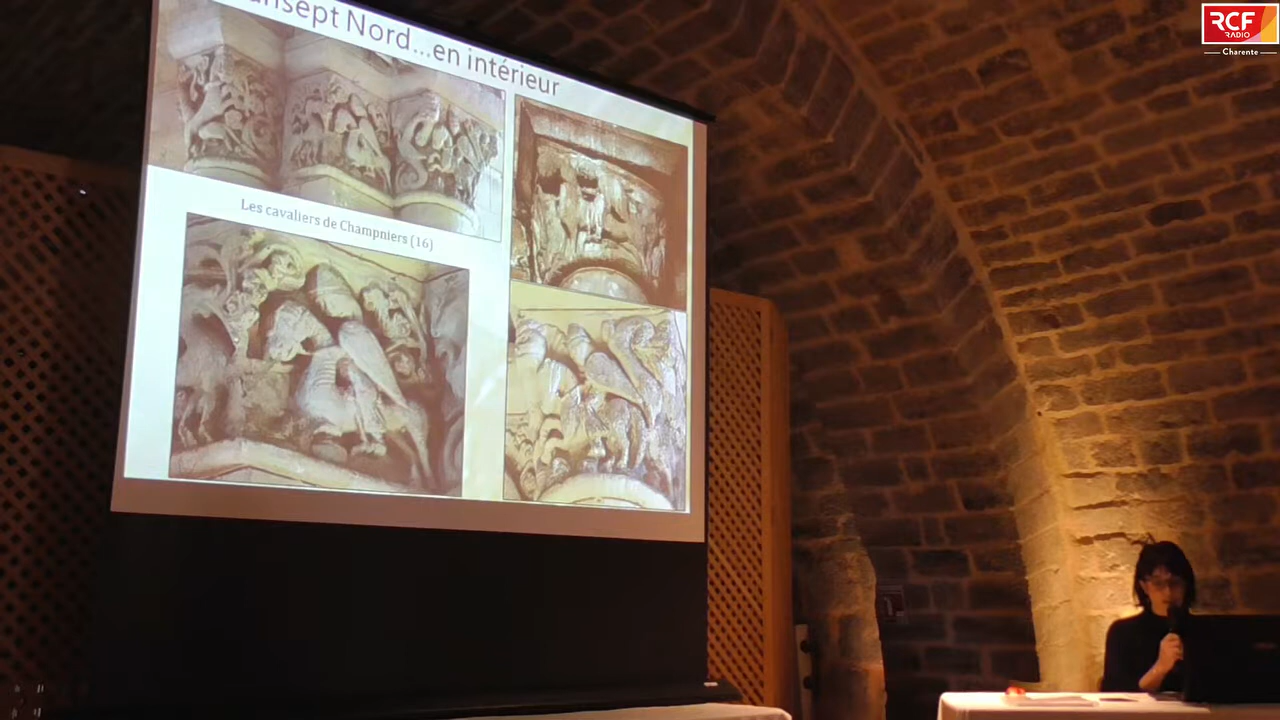 nsept Nord...en intérieur
Les cavaliers de Champniers (16)
RCF
RADIO
Charente